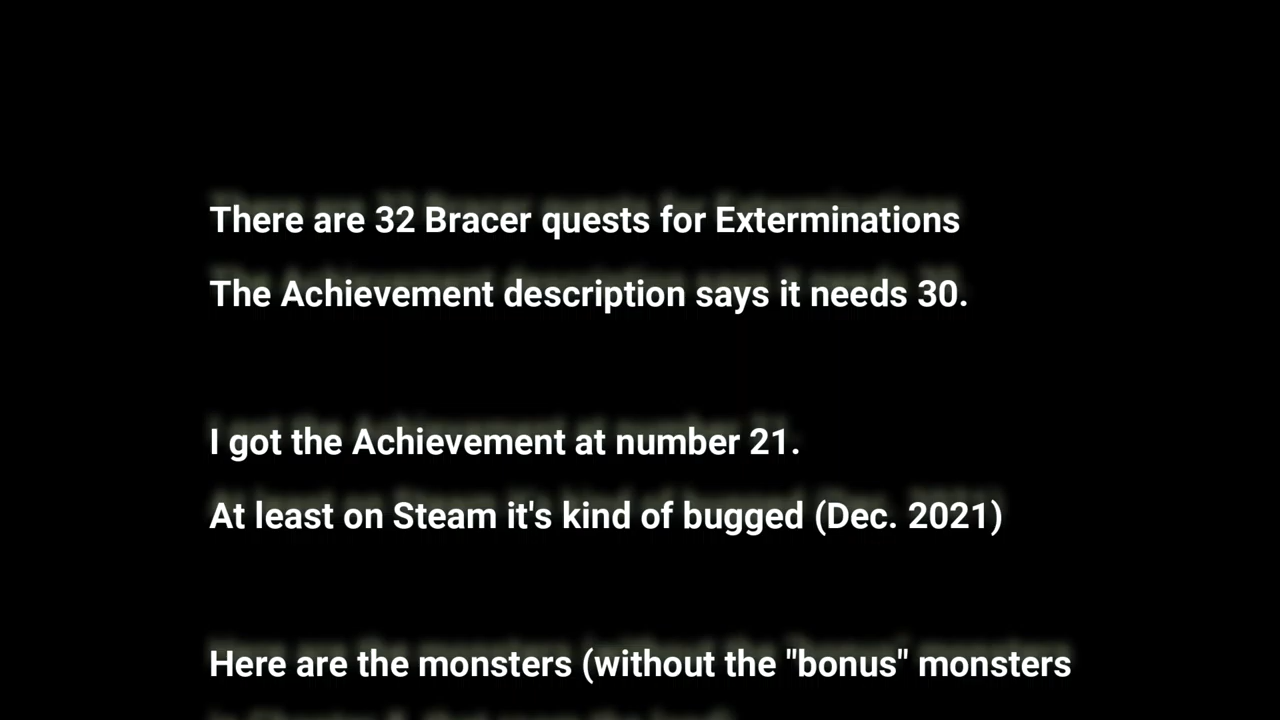 There are 32 Bracer quests for Exterminations
The Achievement description says it needs 30.
I got the Achievement at number 21.
At least on Steam it's kind of bugged (Dec. 2021)
Here are the monsters (without the "bonus" monsters